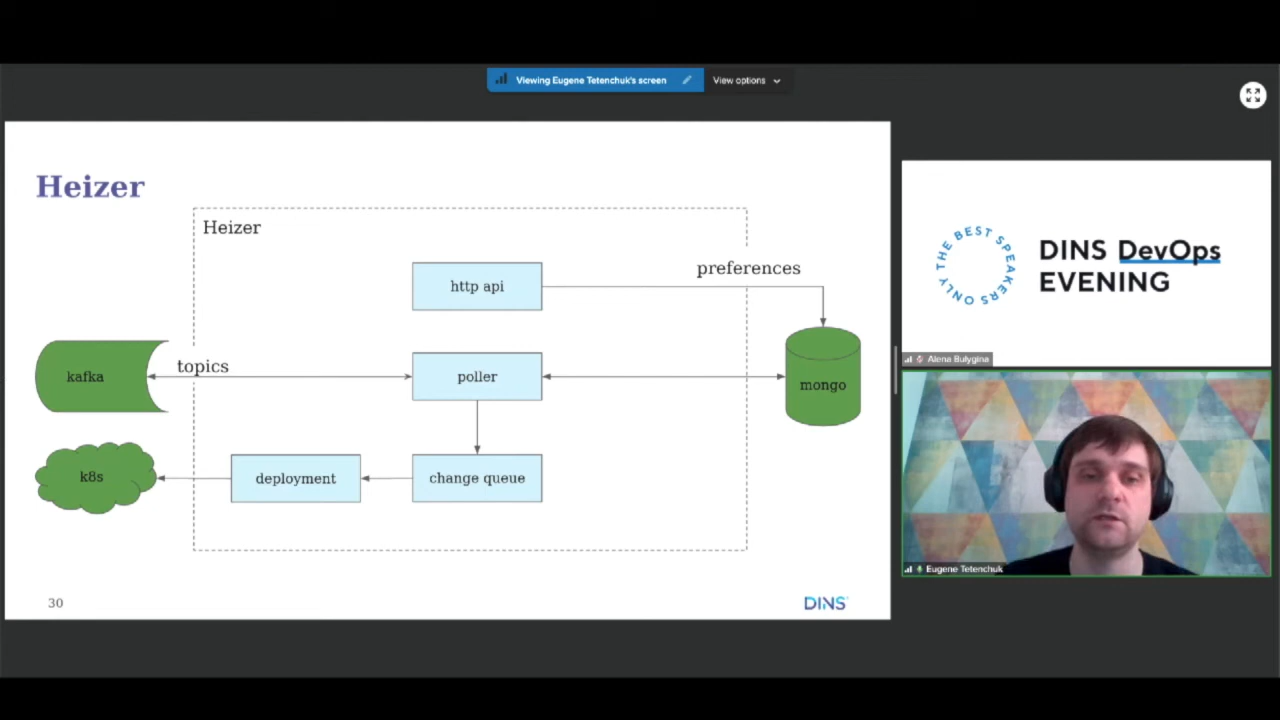 Viewing Eugene Tetenchuk's screen
View options
Heizer
Heizer
http api
preferences
kafka
topics
poller
mongo
k8s
deployment
change queue
30
DINS
THE BEST SPEAKERS ONLY
DINS DevOps
EVENING
Alena Bulygina
Eugene Tetenchuk